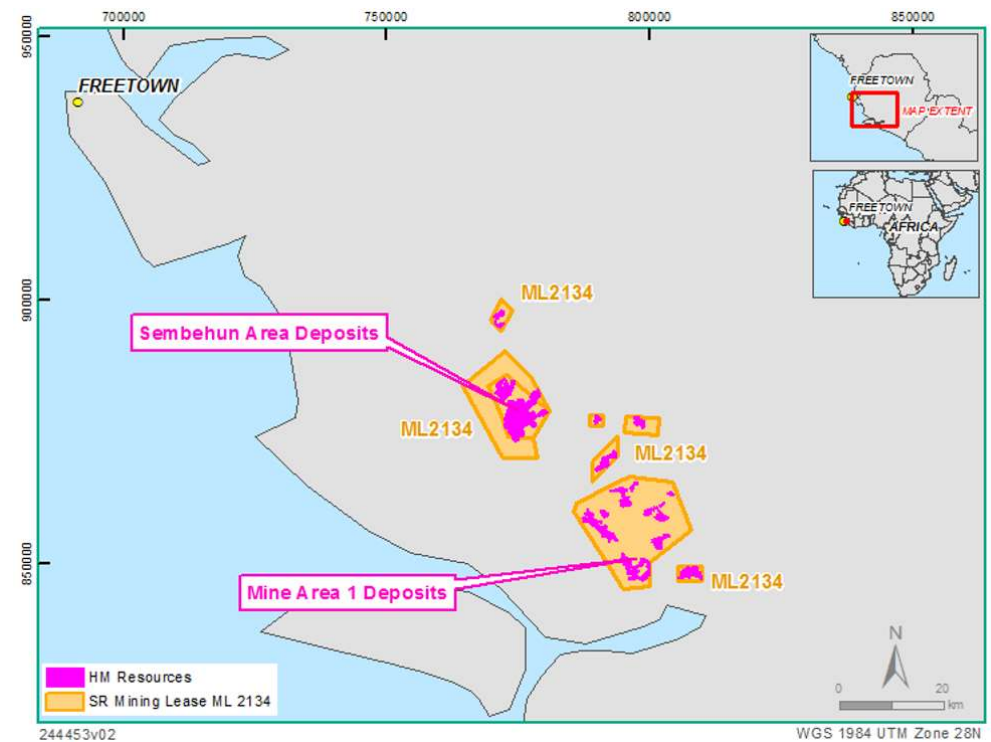 700000
750000
800000
850000
950000
900000
850000
FREETOWN
FREETOWN
MAP EXTENT
FREETOWN
AFRICA
ML2134
Sembehun Area Deposits
ML2134
ML2134
Mine Area 1 Deposits
ML2134
HM Resources
SR Mining Lease ML 2134
N
0 20
km
244453v02
WGS 1984 UTM Zone 28N